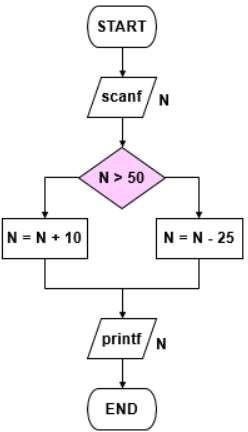 START
scanf N
N > 50
N = N + 10
N = N - 25
printf N
END